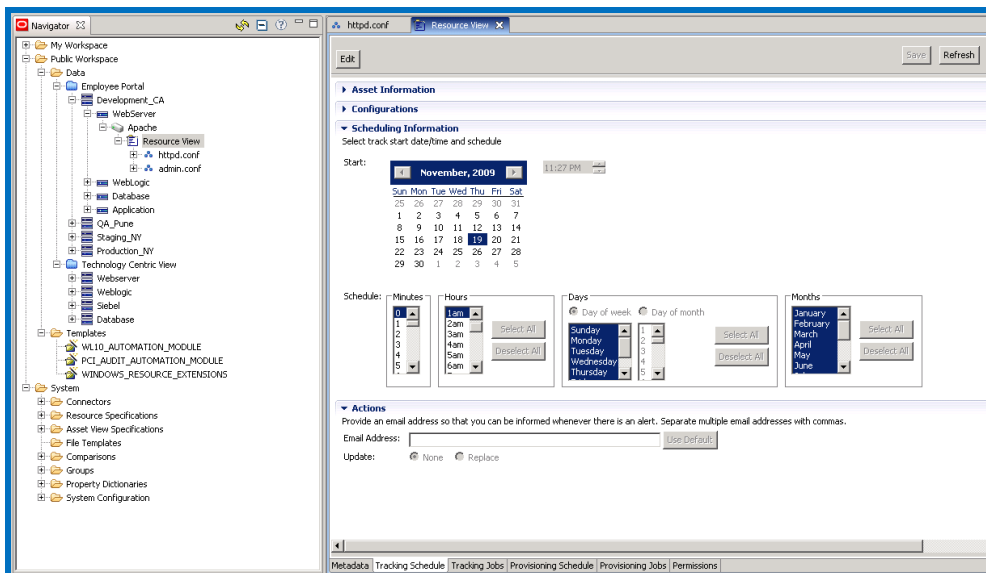 Navigator
My Workspace
Public Workspace
Data
Employee Portal
Development_CA
WebServer
Apache
Resource View
httpd.conf
admin.conf
WebLogic
Database
Application
QA_Pune
Staging_NY
Production_NY
Technology Centric View
Webserver
Weblogic
Siebel
Database
Templates
WL10_AUTOMATION_MODULE
PCI_AUDIT_AUTOMATION_MODULE
WINDOWS_RESOURCE_EXTENSIONS
System
Connectors
Resource Specifications
Asset View Specifications
File Templates
Comparisons
Groups
Property Dictionaries
System Configuration
httpd.conf Resource View
Edit Save Refresh
Asset Information
Configurations
Scheduling Information
Select track start date/time and schedule
Start: November, 2009 11:27 PM
Sun Mon Tue Wed Thu Fri Sat
25 26 27 28 29 30 31
1 2 3 4 5 6 7
8 9 10 11 12 13 14
15 16 17 18 19 20 21
22 23 24 25 26 27 28
29 30 1 2 3 4 5
Schedule: Minutes Hours Days Months
0 1 2 3 4 5
1am 2am 3am 4am 5am 6am
Select All
Deselect All
Day of week Day of month
Sunday
Monday
Tuesday
Wednesday
Thursday
1 2 3 4 5
Select All
Deselect All
January
February
March
April
May
June
Select All
Deselect All
Actions
Provide an email address so that you can be informed whenever there is an alert. Separate multiple email addresses with commas.
Email Address: Use Default
Update: None Replace
Metadata Tracking Schedule Tracking Jobs Provisioning Schedule Provisioning Jobs Permissions